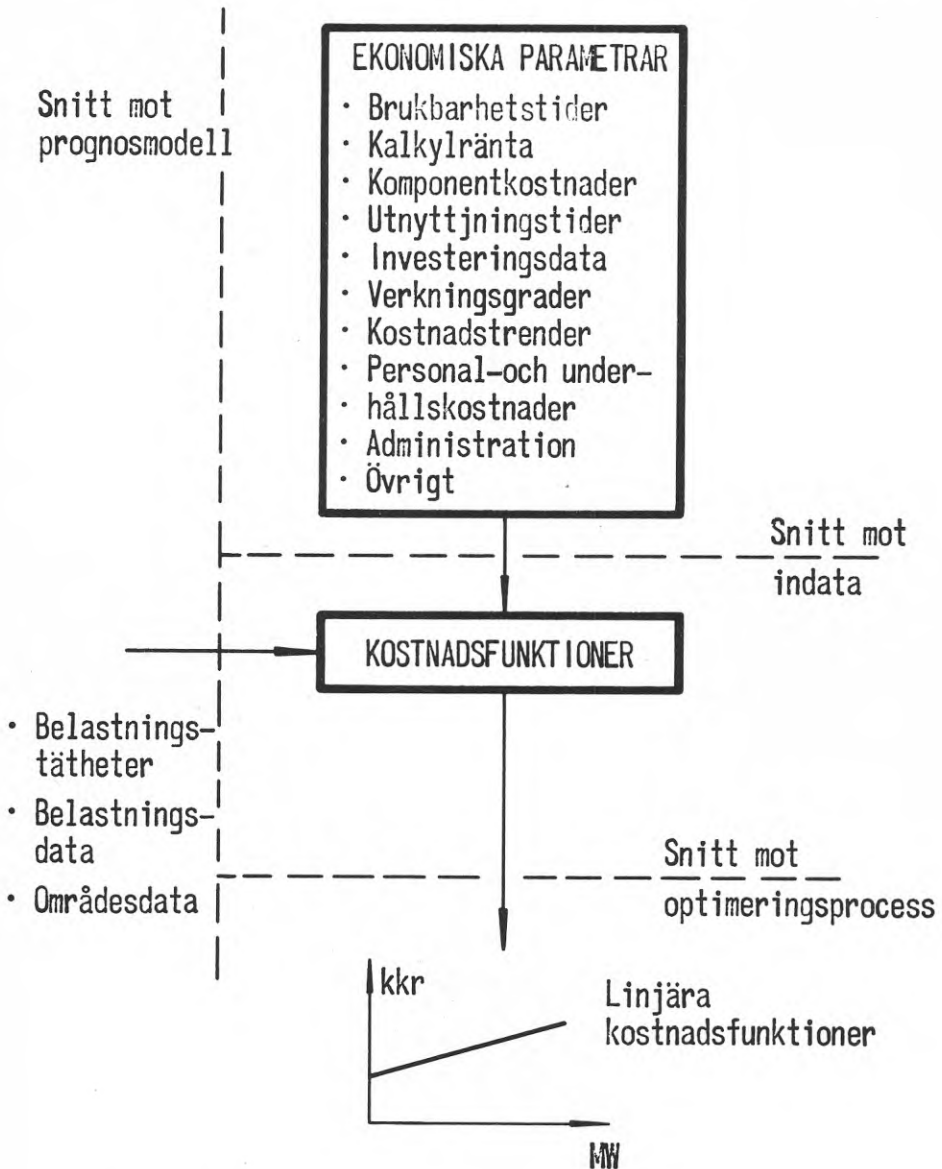 EKONOMISKA PARAMETRAR
· Brukbarhetstider
· Kalkylränta
· Komponentkostnader
· Utnyttjningstider
· Investeringsdata
· Verkningsgrader
· Kostnadstrender
· Personal-och under-
· hållskostnader
· Administration
· Övrigt
Snitt mot
prognosmodell
Snitt mot
indata
KOSTNADSFUNKTIONER
· Belastnings-
tätheter
· Belastnings-
data
· Områdesdata
Snitt mot
optimeringsprocess
kkr
Linjära
kostnadsfunktioner
MW